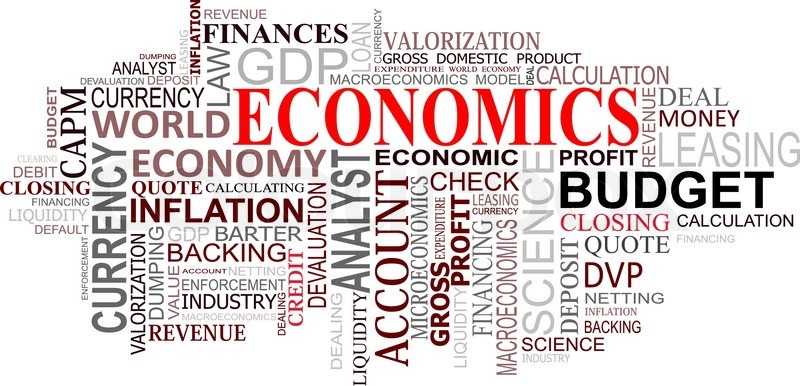 REVENUE
FINANCES
INFLATION
LEASING
DUMPING
ANALYST
DEVALUATION
DEPOSIT
LAW
GDP
LOAN
CURRENCY
VALORIZATION
GROSS DOMESTIC PRODUCT
EXPENDITURE
WORLD ECONOMY
MACROECONOMICS
MODEL
DEAL
CALCULATION
BUDGET
CAPM
CURRENCY
WORLD
ECONOMICS
REVENUE
DEAL
MONEY
LEASING
CLEARING
DEBIT
CLOSING
FINANCING
LIQUIDITY
DEFAULT
ENFORCEMENT
CURRENCY
ECONOMY
QUOTE
CALCULATING
INFLATION
ANALYST
ECONOMIC
PROFIT
CHECK
LEASING
CURRENCY
SCIENCE
BUDGET
CLOSING
CALCULATION
FINANCING
QUOTE
VALORIZATION
DUMPING
GDP
BARTER
BACKING
VALUE
ACCOUNT
NETTING
ENFORCEMENT
INDUSTRY
MACROECONOMICS
REVENUE
DEALING
CREDIT
DEVALUATION
DEALING
LIQUIDITY
ACCOUNT
MICROECONOMICS
GROSS
EXPENDITURE
PROFIT
LIQUIDITY
FINANCING
MACROECONOMICS
DEPOSIT
DVP
NETTING
INFLATION
BACKING
SCIENCE
INDUSTRY